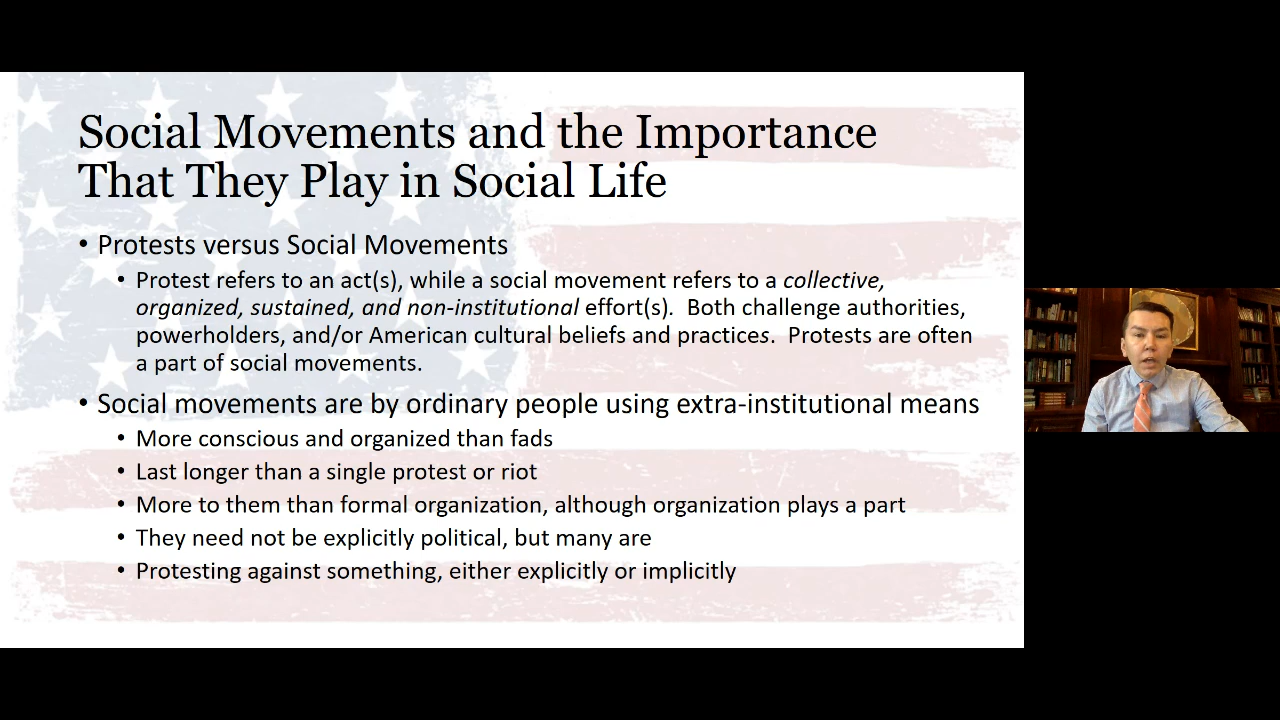 Social Movements and the Importance
That They Play in Social Life
• Protests versus Social Movements
• Protest refers to an act(s), while a social movement refers to a collective,
organized, sustained, and non-institutional effort(s).  Both challenge authorities,
powerholders, and/or American cultural beliefs and practices.  Protests are often
a part of social movements.
• Social movements are by ordinary people using extra-institutional means
• More conscious and organized than fads
• Last longer than a single protest or riot
• More to them than formal organization, although organization plays a part
• They need not be explicitly political, but many are
• Protesting against something, either explicitly or implicitly